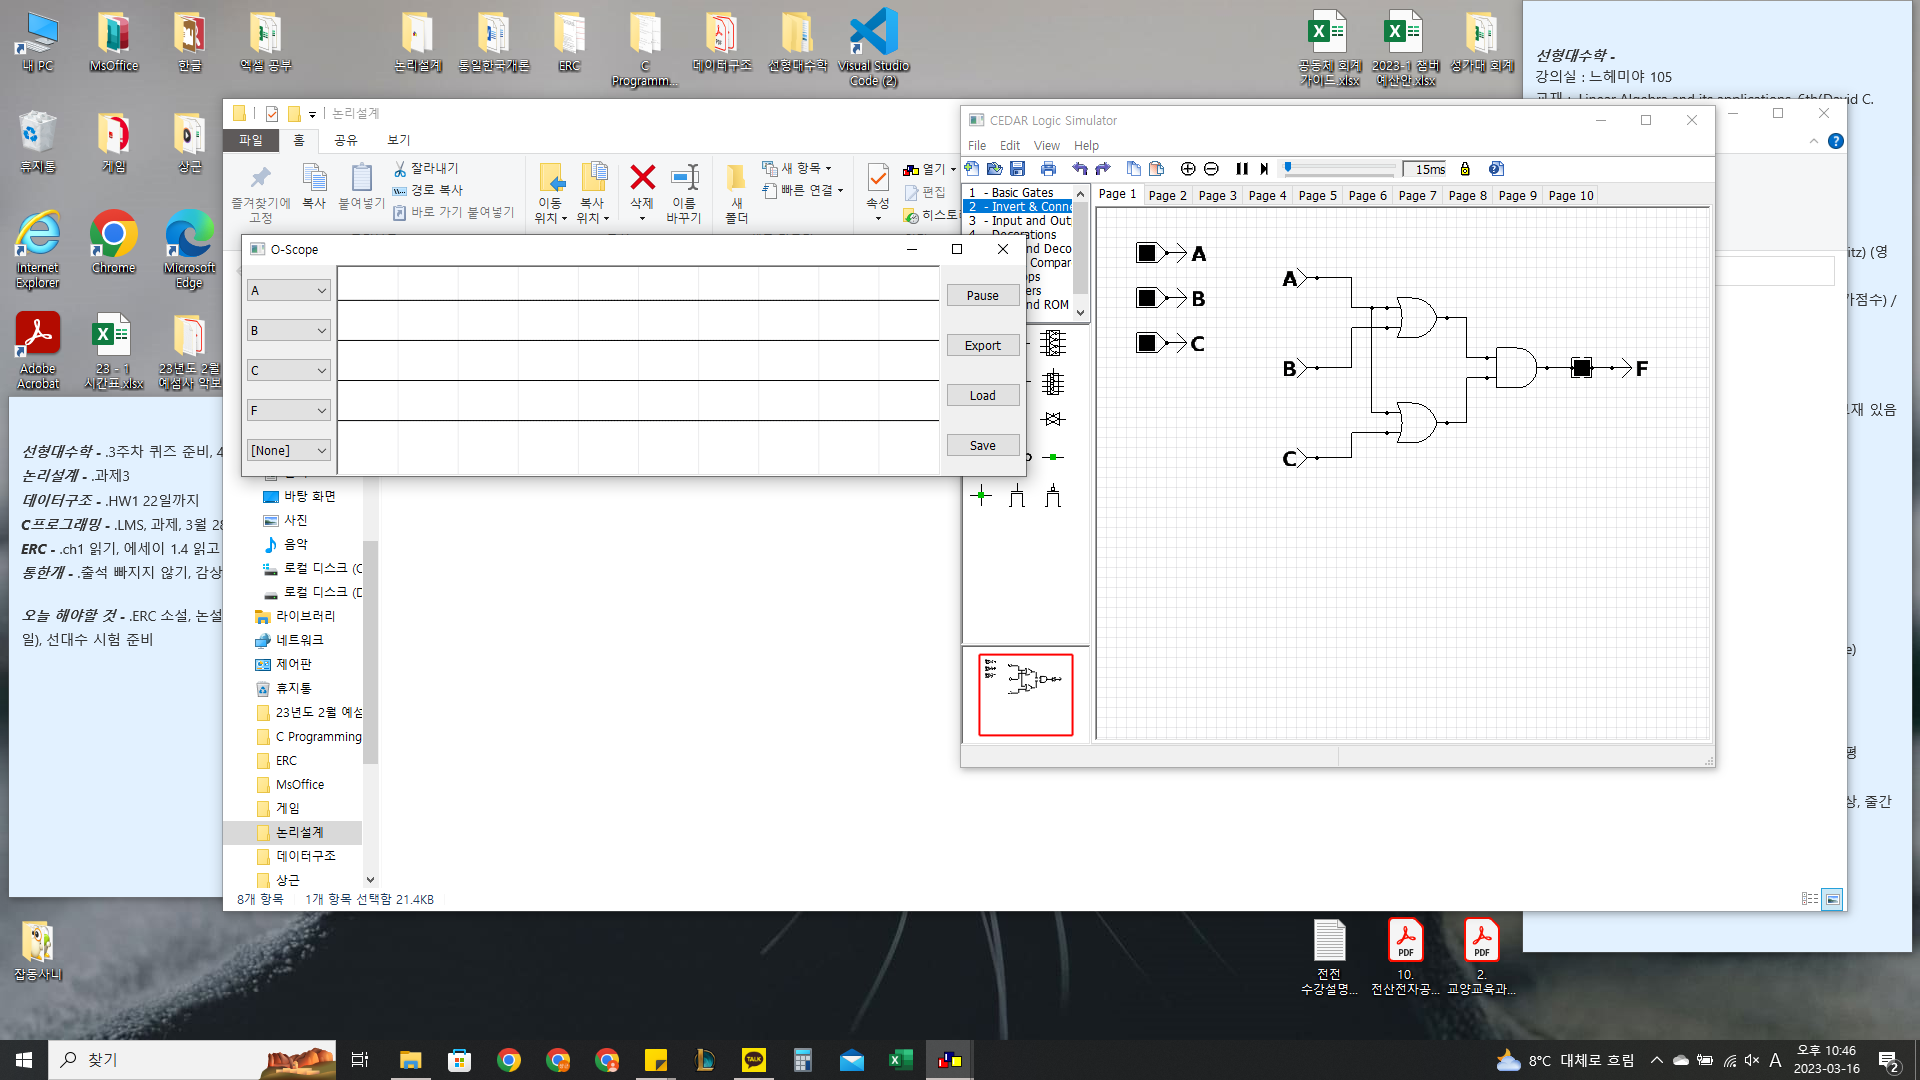 내 PC
MsOffice
한글
엑셀 공부
논리설계
통일한국개론
ERC
C Programm...
데이터구조
선형대수학
Visual Studio Code (2)
공동체 회계 가이드.xlsx
2023-1 잼버 예산안.xlsx
성가대 회계
휴지통
게임
상근
Internet Explorer
Chrome
Microsoft Edge
Adobe Acrobat
23 - 1 시간표.xlsx
23년도 2월 예섬사 악보
선형대수학 -
강의실 : 느헤미야 105
Linear Algebra and its applications, 6th(David C.
itz) (영
가점수) /
교재 있음
e)
평
상, 줄간
선형대수학 - .3주차 퀴즈 준비, 4
논리설계 - .과제3
데이터구조 - .HW1 22일까지
C프로그래밍 - .LMS, 과제, 3월 28
ERC - .ch1 읽기, 에세이 1.4 읽고
통한개 - .출석 빠지지 않기, 감상
오늘 해야할 것 - .ERC 소설, 논설
일), 선대수 시험 준비
논리설계
파일
홈
공유
보기
즐겨찾기에 고정
복사
붙여넣기
잘라내기
경로 복사
바로 가기 붙여넣기
이동 위치
복사 위치
삭제
이름 바꾸기
새 폴더
새 항목
빠른 연결
속성
열기
편집
히스토리
O-Scope
A
B
C
F
[None]
Pause
Export
Load
Save
바탕 화면
사진
음악
로컬 디스크 (C
로컬 디스크 (D
라이브러리
네트워크
제어판
휴지통
23년도 2월 예섬
C Programming
ERC
MsOffice
게임
논리설계
데이터구조
상근
8개 항목
1개 항목 선택함 21.4KB
CEDAR Logic Simulator
File
Edit
View
Help
15ms
1 - Basic Gates
2 - Invert & Conne
3 - Input and Out
Decorations
nd Deco
Compar
ops
ers
nd ROM
Page 1
Page 2
Page 3
Page 4
Page 5
Page 6
Page 7
Page 8
Page 9
Page 10
A
B
C
A
B
C
F
잡동사니
전전 수강설명...
10. 전산전자공...
2. 교양교육과...
찾기
8°C 대체로 흐림
A
오후 10:46
2023-03-16
2